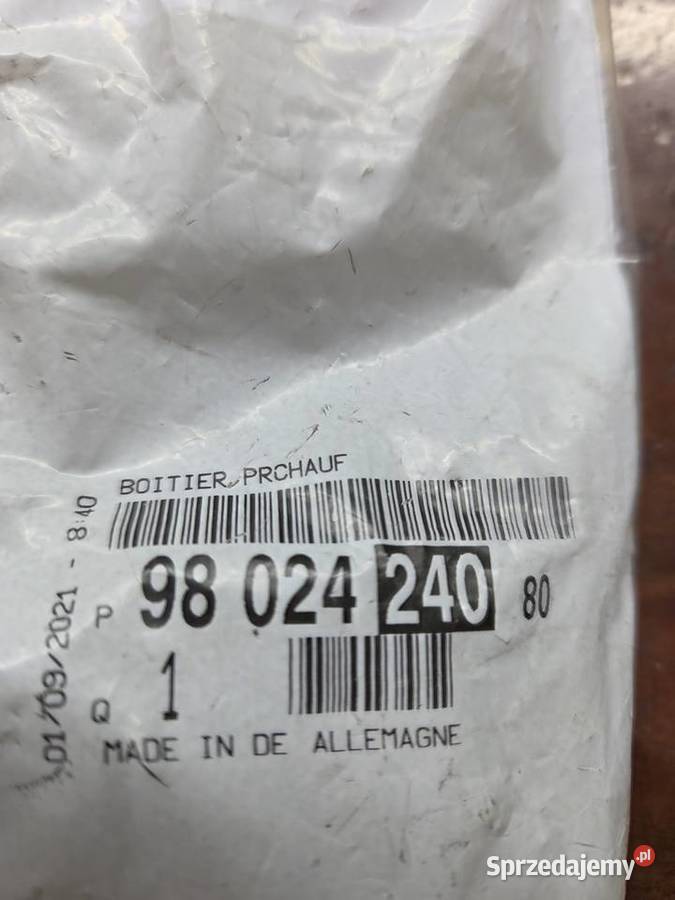 BOITIER PRCHAUF
P 98 024 240 80
Q 1
MADE IN DE ALLEMAGNE
01/09/2021 - 8:40
Sprzedajemy.pl